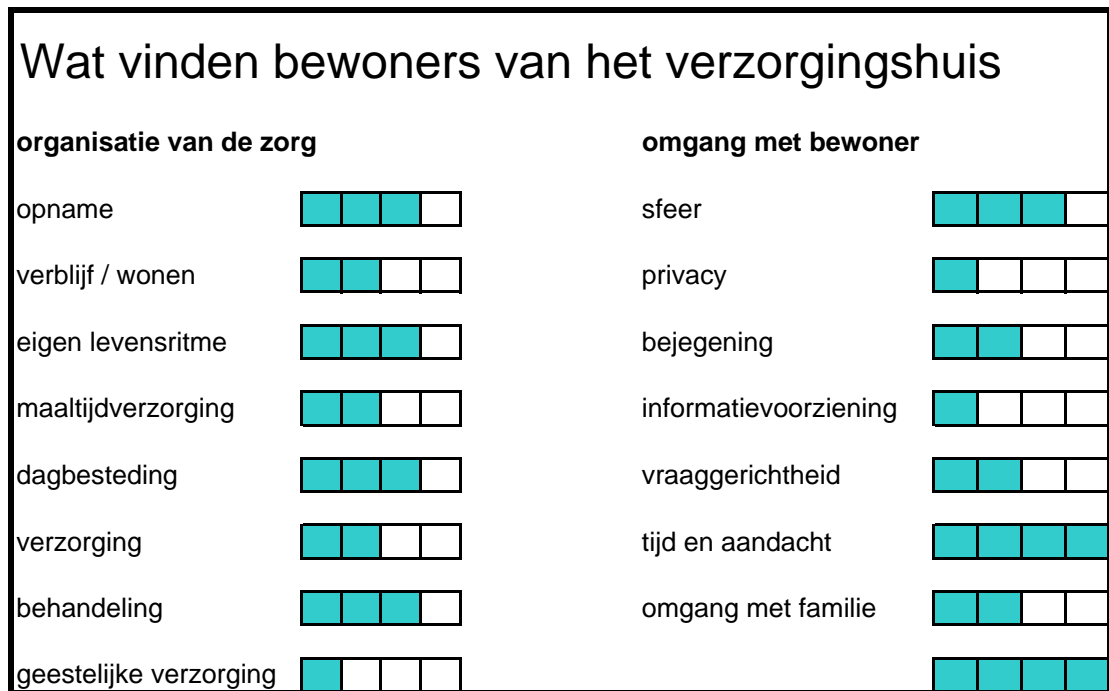 Wat vinden bewoners van het verzorgingshuis
organisatie van de zorg
opname
verblijf / wonen
eigen levensritme
maaltijdverzorging
dagbesteding
verzorging
behandeling
geestelijke verzorging
omgang met bewoner
sfeer
privacy
bejegening
informatievoorziening
vraaggerichtheid
tijd en aandacht
omgang met familie